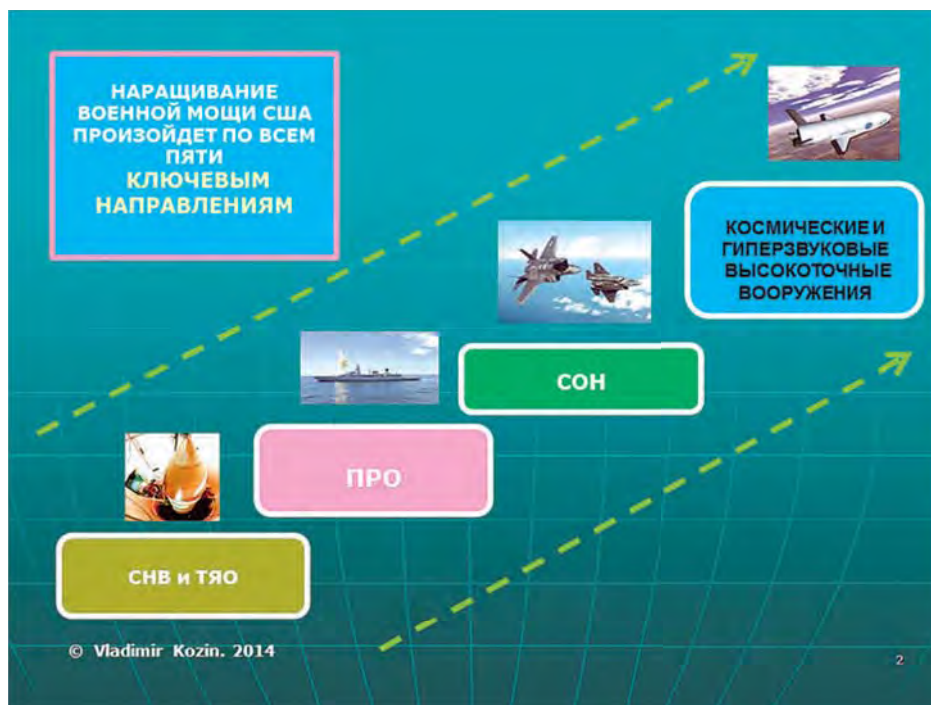 НАРАЩИВАНИЕ
ВОЕННОЙ МОЩИ США
ПРОИЗОЙДЕТ ПО ВСЕМ
ПЯТИ
КЛЮЧЕВЫМ
НАПРАВЛЕНИЯМ
КОСМИЧЕСКИЕ И
ГИПЕРЗВУКОВЫЕ
ВЫСОКОТОЧНЫЕ
ВООРУЖЕНИЯ
СОН
ПРО
СНВ и ТЯО
© Vladimir Kozin. 2014
2